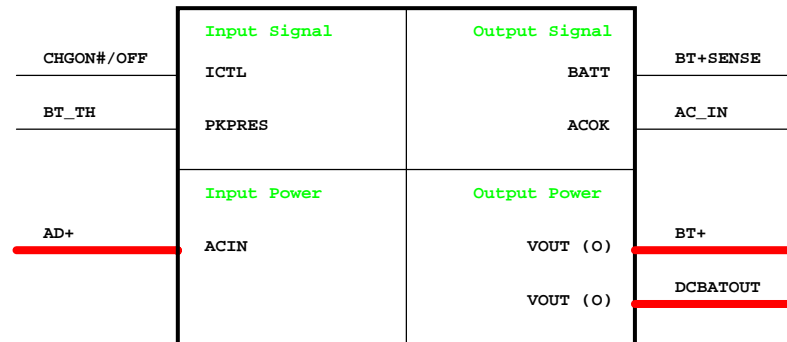 Input Signal Output Signal
CHGON#/OFF ICTL BATT BT+SENSE
BT_TH PKPRES ACOK AC_IN
Input Power Output Power
AD+ ACIN VOUT (O) BT+
VOUT (O) DCBATOUT